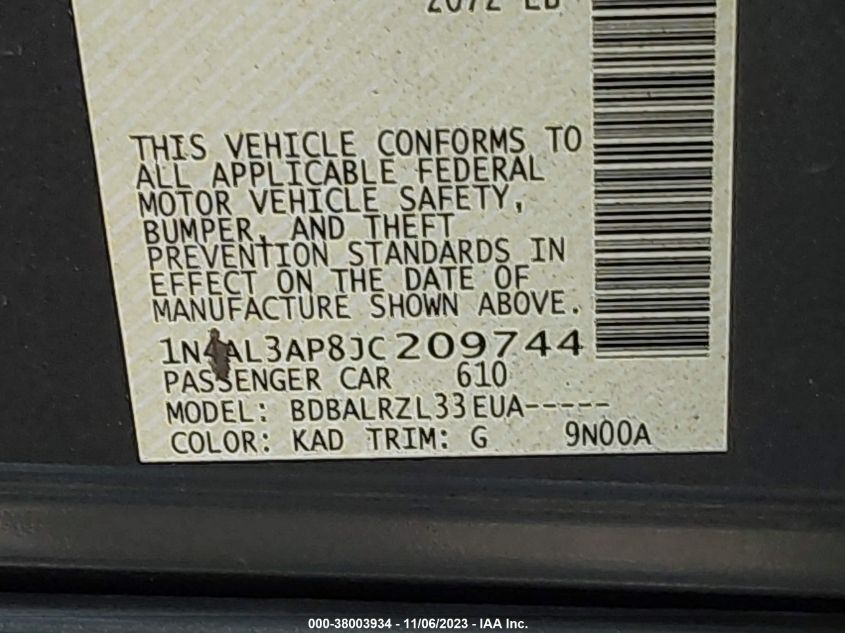 2072 LB
THIS VEHICLE CONFORMS TO
ALL APPLICABLE FEDERAL
MOTOR VEHICLE SAFETY,
BUMPER, AND THEFT
PREVENTION STANDARDS IN
EFFECT ON THE DATE OF
MANUFACTURE SHOWN ABOVE.
1N4AL3AP8JC209744
PASSENGER CAR 610
MODEL: BDBALRZL33EUA-----
COLOR: KAD TRIM: G 9N00A
000-38003934 - 11/06/2023 - IAA Inc.